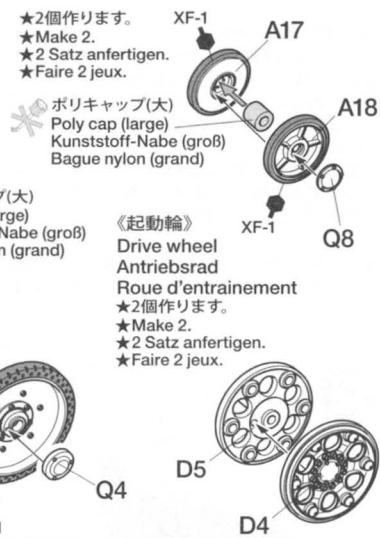 ★2個作ります。
★Make 2.
★2 Satz anfertigen.
★Faire 2 jeux.
XF-1
A17
ポリキャップ(大)
Poly cap (large)
Kunststoff-Nabe (groß)
Bague nylon (grand)
A18
XF-1
Q8
プ(大)
rge)
Nabe (groß)
n (grand)
《起動輪》
Drive wheel
Antriebsrad
Roue d’entrainement
★2個作ります。
★Make 2.
★2 Satz anfertigen.
★Faire 2 jeux.
Q4
D5
D4